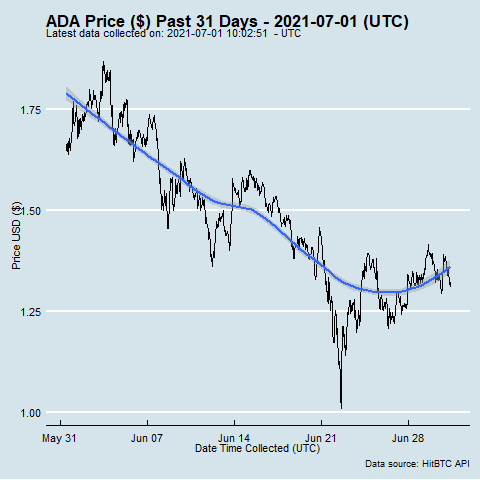 ADA Price ($) Past 31 Days - 2021-07-01 (UTC)
Latest data collected on: 2021-07-01 10:02:51 - UTC
Price USD ($)
1.75
1.50
1.25
1.00
May 31 Jun 07 Jun 14 Jun 21 Jun 28
Date Time Collected (UTC)
Data source: HitBTC API